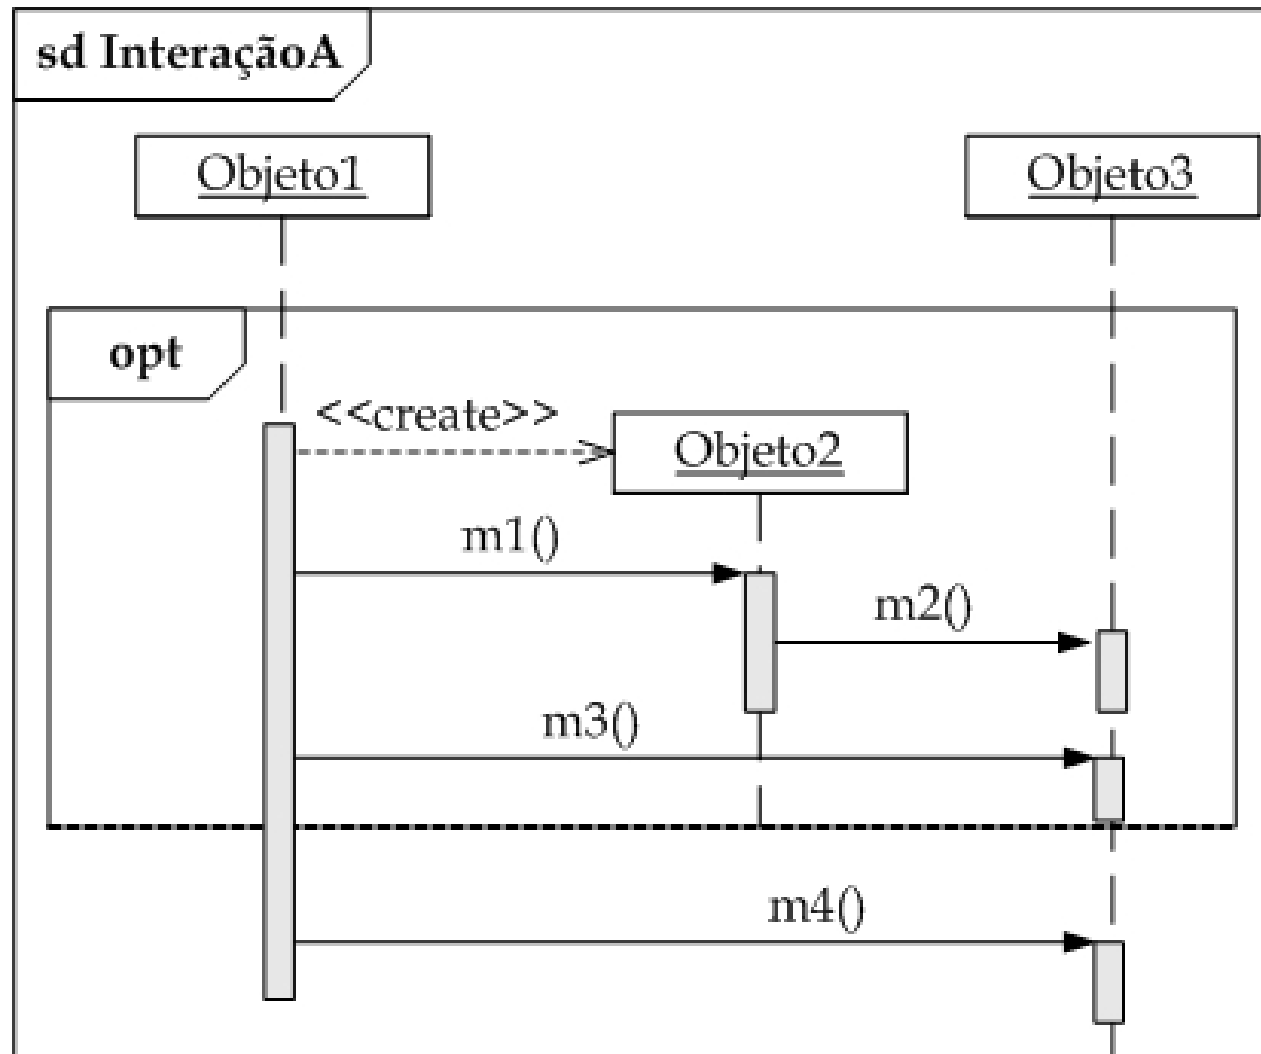 sd InteraçãoA
Objeto1
Objeto3
opt
<<create>>
Objeto2
m1()
m2()
m3()
m4()